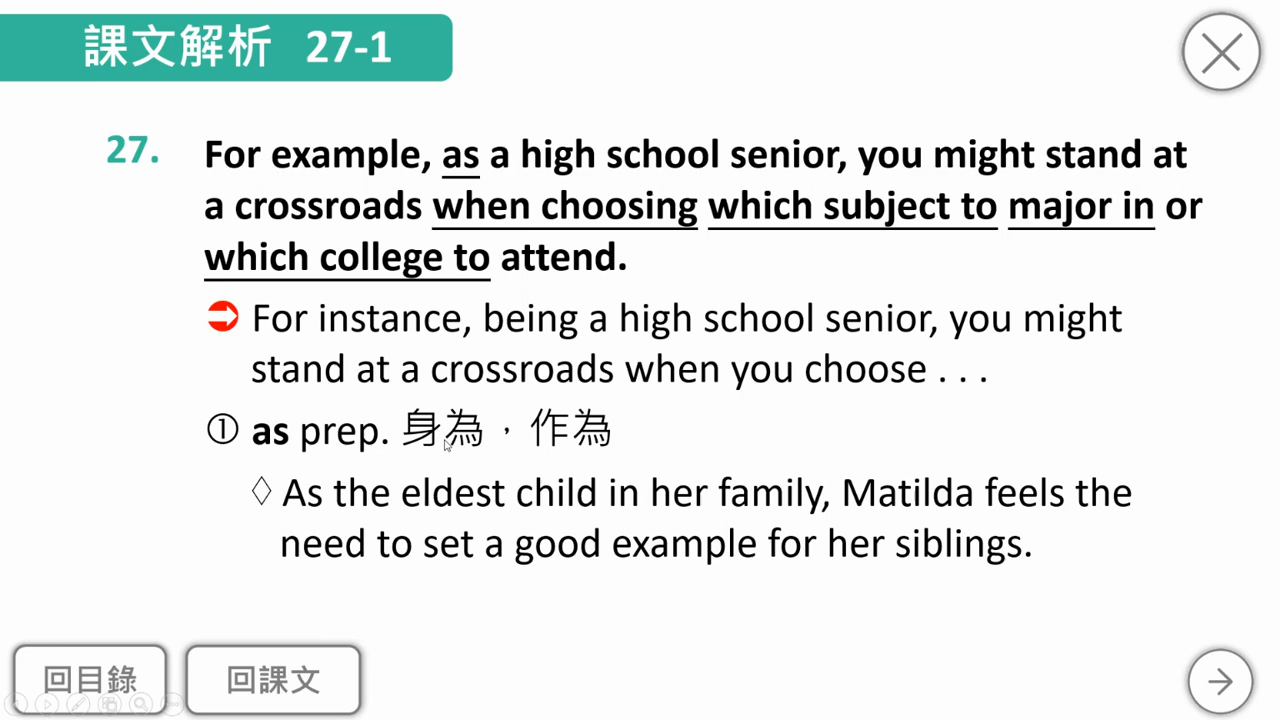 課文解析 27-1
27. For example, as a high school senior, you might stand at
a crossroads when choosing which subject to major in or
which college to attend.
For instance, being a high school senior, you might
stand at a crossroads when you choose . . .
① as prep. 身為，作為
◊ As the eldest child in her family, Matilda feels the
need to set a good example for her siblings.
回目錄 回課文